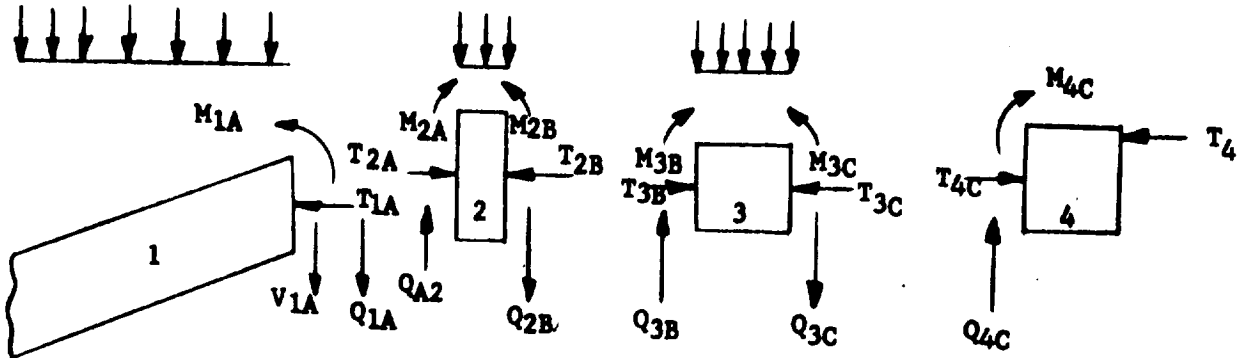 M1A
M2A
M2B
M3B
M3C
M4C
T2A
T2B
T1A
T3B
T3C
T4C
T4
1
2
3
4
V1A
Q1A
QA2
Q2B
Q3B
Q3C
Q4C